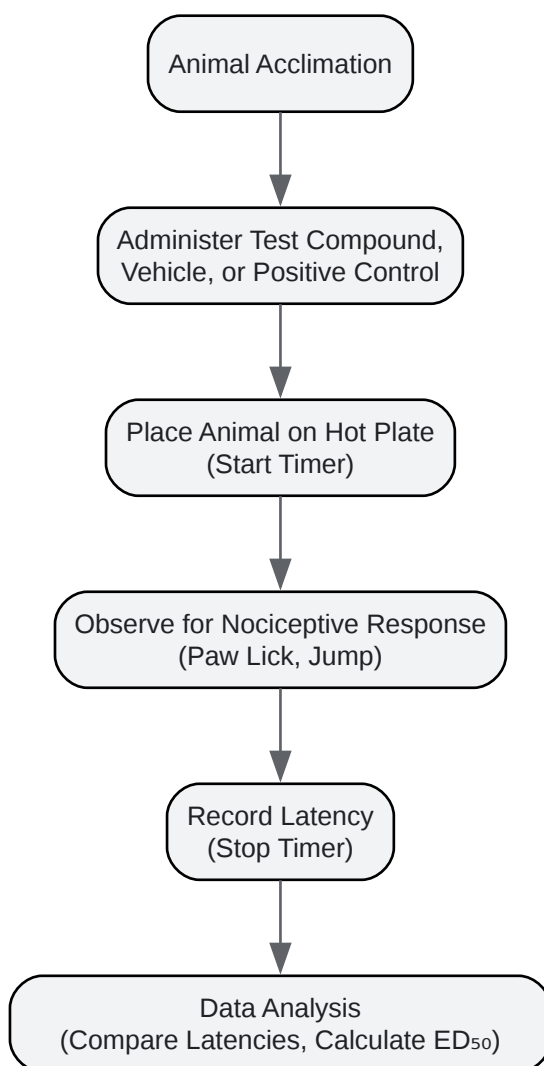 Animal Acclimation
Administer Test Compound,
Vehicle, or Positive Control
Place Animal on Hot Plate
(Start Timer)
Observe for Nociceptive Response
(Paw Lick, Jump)
Record Latency
(Stop Timer)
Data Analysis
(Compare Latencies, Calculate ED₅₀)